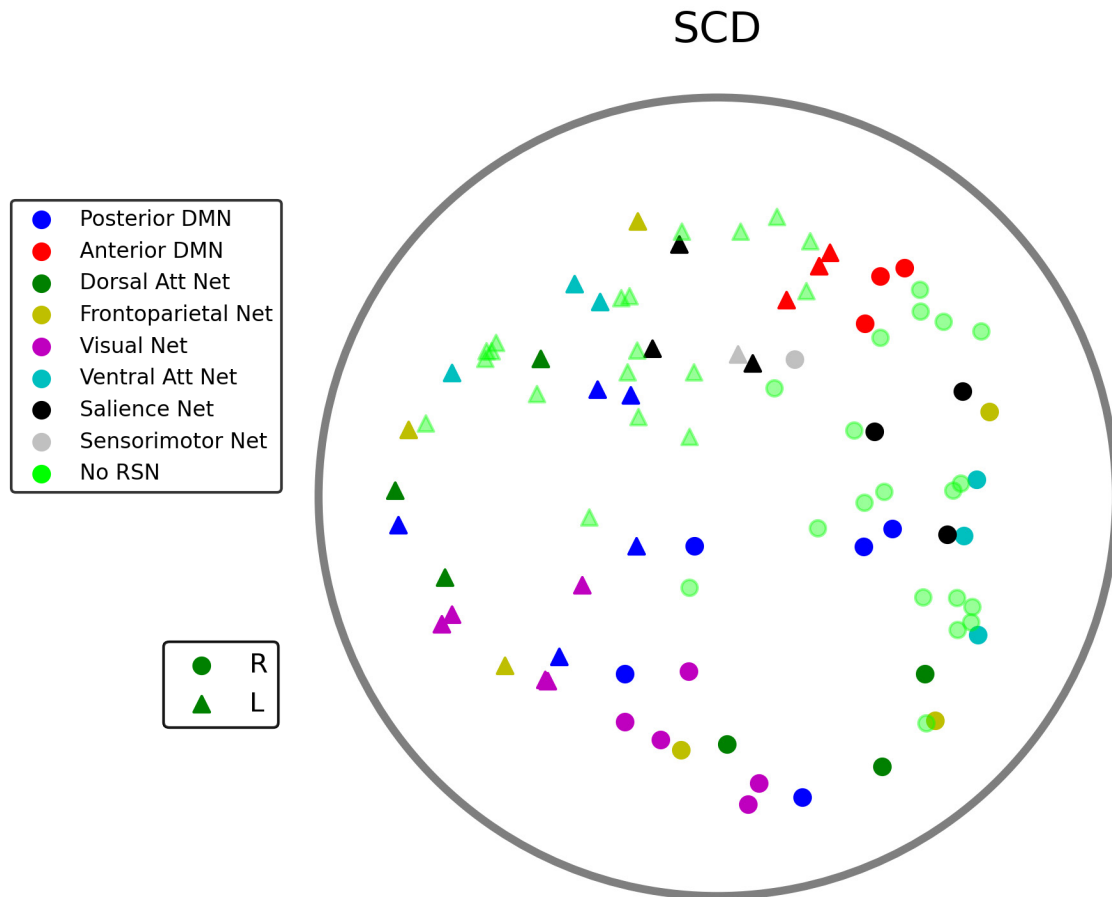 SCD
Posterior DMN
Anterior DMN
Dorsal Att Net
Frontoparietal Net
Visual Net
Ventral Att Net
Salience Net
Sensorimotor Net
No RSN
R
L